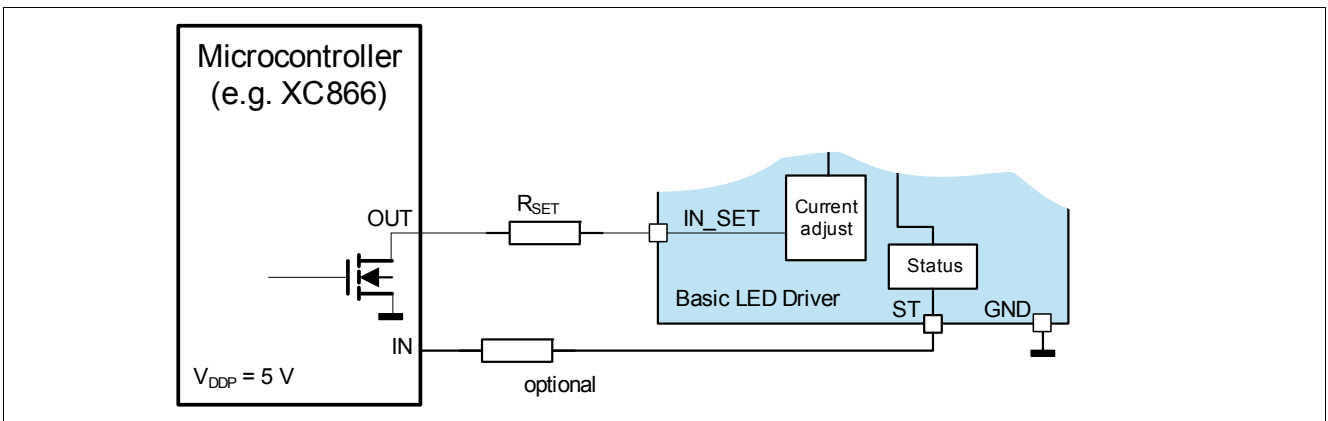 Microcontroller
(e.g. XC866)
OUT
R_SET
IN_SET
Current
adjust
Status
Basic LED Driver
ST
GND
IN
V_DDP = 5 V
optional